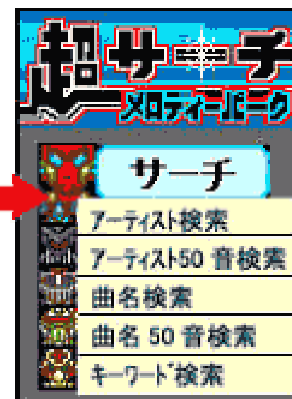 超サーチ
メロディーパーク
サーチ
アーティスト検索
アーティスト50 音検索
曲名検索
曲名 50 音検索
キーワード検索